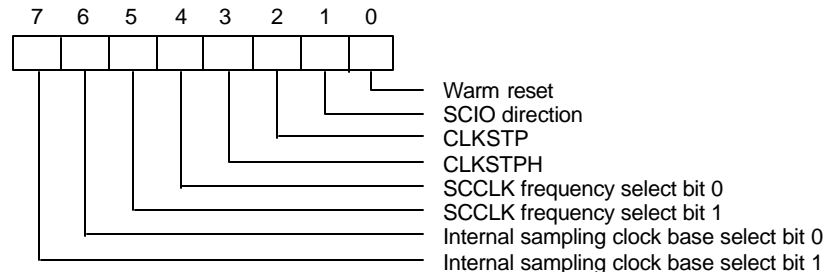 7 6 5 4 3 2 1 0
Warm reset
SCIO direction
CLKSTP
CLKSTPH
SCCLK frequency select bit 0
SCCLK frequency select bit 1
Internal sampling clock base select bit 0
Internal sampling clock base select bit 1